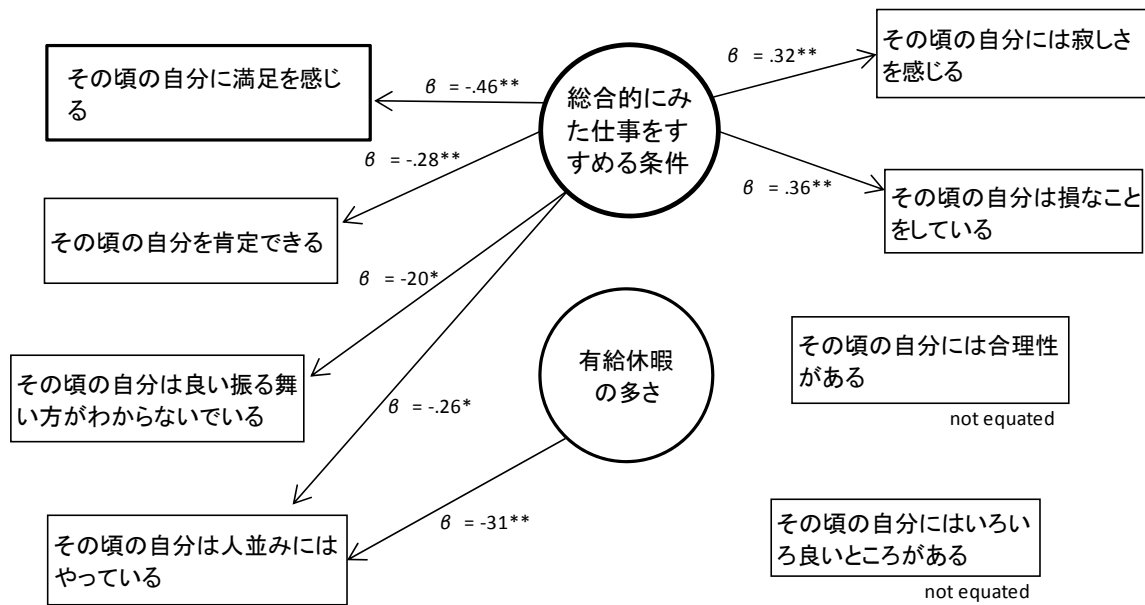 その頃の自分に満足を感じ
る
β = -.46**
総合的にみ
た仕事をす
すめる条件
β = .32**
その頃の自分には寂しさ
を感じる
β = -.28**
β = .36**
その頃の自分は損なこと
をしている
その頃の自分を肯定できる
β = -20*
その頃の自分は良い振る舞
い方がわからないでいる
β = -.26*
有給休暇
の多さ
その頃の自分には合理性
がある
not equated
β = -31**
その頃の自分は人並みには
やっている
その頃の自分にはいろい
ろ良いところがある
not equated